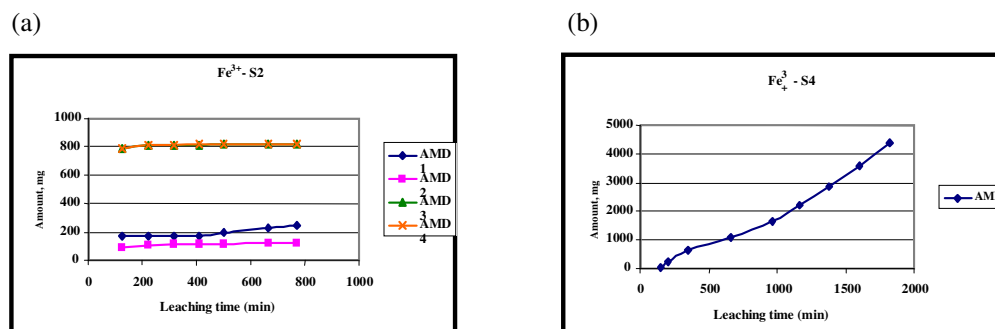 (a)
(b)
Fe³⁺- S2
1000
800
600
400
200
0
0 200 400 600 800 1000
Amount, mg
Leaching time (min)
AMD
1
AMD
2
AMD
3
AMD
4
Fe³₊ - S4
5000
4000
3000
2000
1000
0
0 500 1000 1500 2000
Amount, mg
Leaching time (min)
AMD